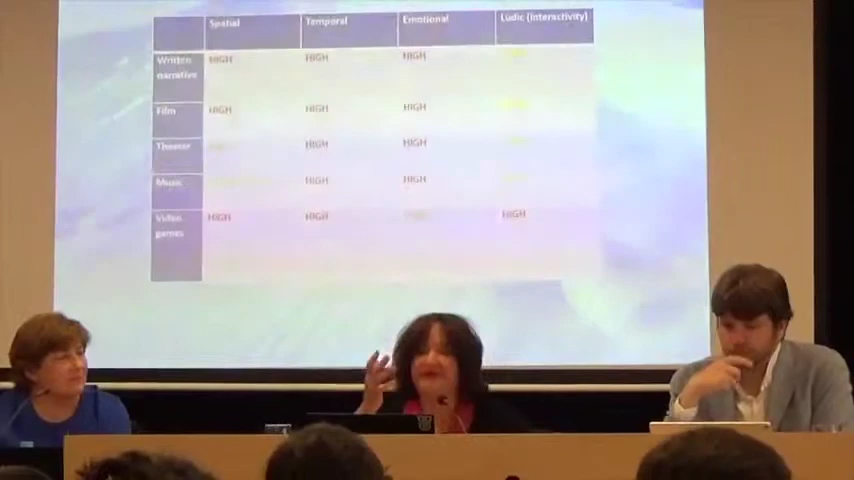 Spatial Temporal Emotional Ludic (Interactivity)
Written HIGH HIGH HIGH
narrative
Film HIGH HIGH HIGH
Theater HIGH HIGH
Music HIGH HIGH
Video HIGH HIGH HIGH
games